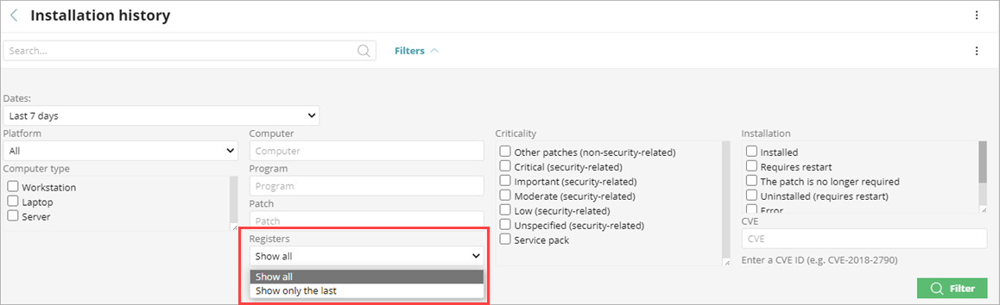 Installation history
Search...
Filters
Dates:
Last 7 days
Platform
All
Computer type
Workstation
Laptop
Server
Computer
Computer
Program
Program
Patch
Patch
Registers
Show all
Show all
Show only the last
Criticality
Other patches (non-security-related)
Critical (security-related)
Important (security-related)
Moderate (security-related)
Low (security-related)
Unspecified (security-related)
Service pack
Installation
Installed
Requires restart
The patch is no longer required
Uninstalled (requires restart)
Error
CVE
CVE
Enter a CVE ID (e.g. CVE-2018-2790)
Filter